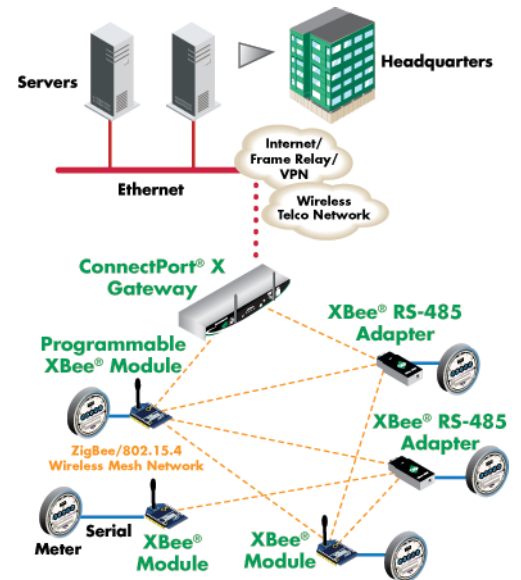 Servers
Headquarters
Internet/
Frame Relay/
VPN
Ethernet
Wireless
Telco Network
ConnectPort® X
Gateway
XBee® RS-485
Adapter
Programmable
XBee® Module
XBee® RS-485
Adapter
ZigBee/802.15.4
Wireless Mesh Network
Serial
Meter
XBee®
Module
XBee®
Module